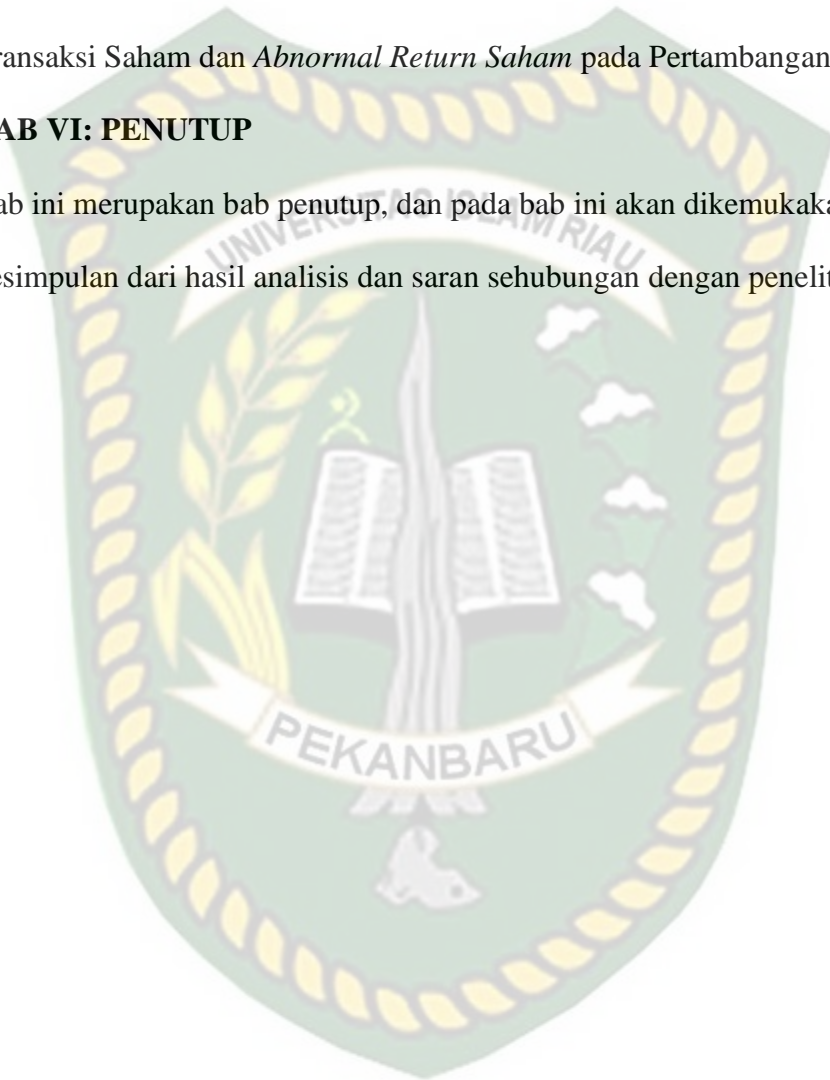 ransaksi Saham dan Abnormal Return Saham pada Pertambangan
AB VI: PENUTUP
ab ini merupakan bab penutup, dan pada bab ini akan dikemukaka
esimpulan dari hasil analisis dan saran sehubungan dengan penelit
UNIVERSITAS ISLAM RIAU
PEKANBARU